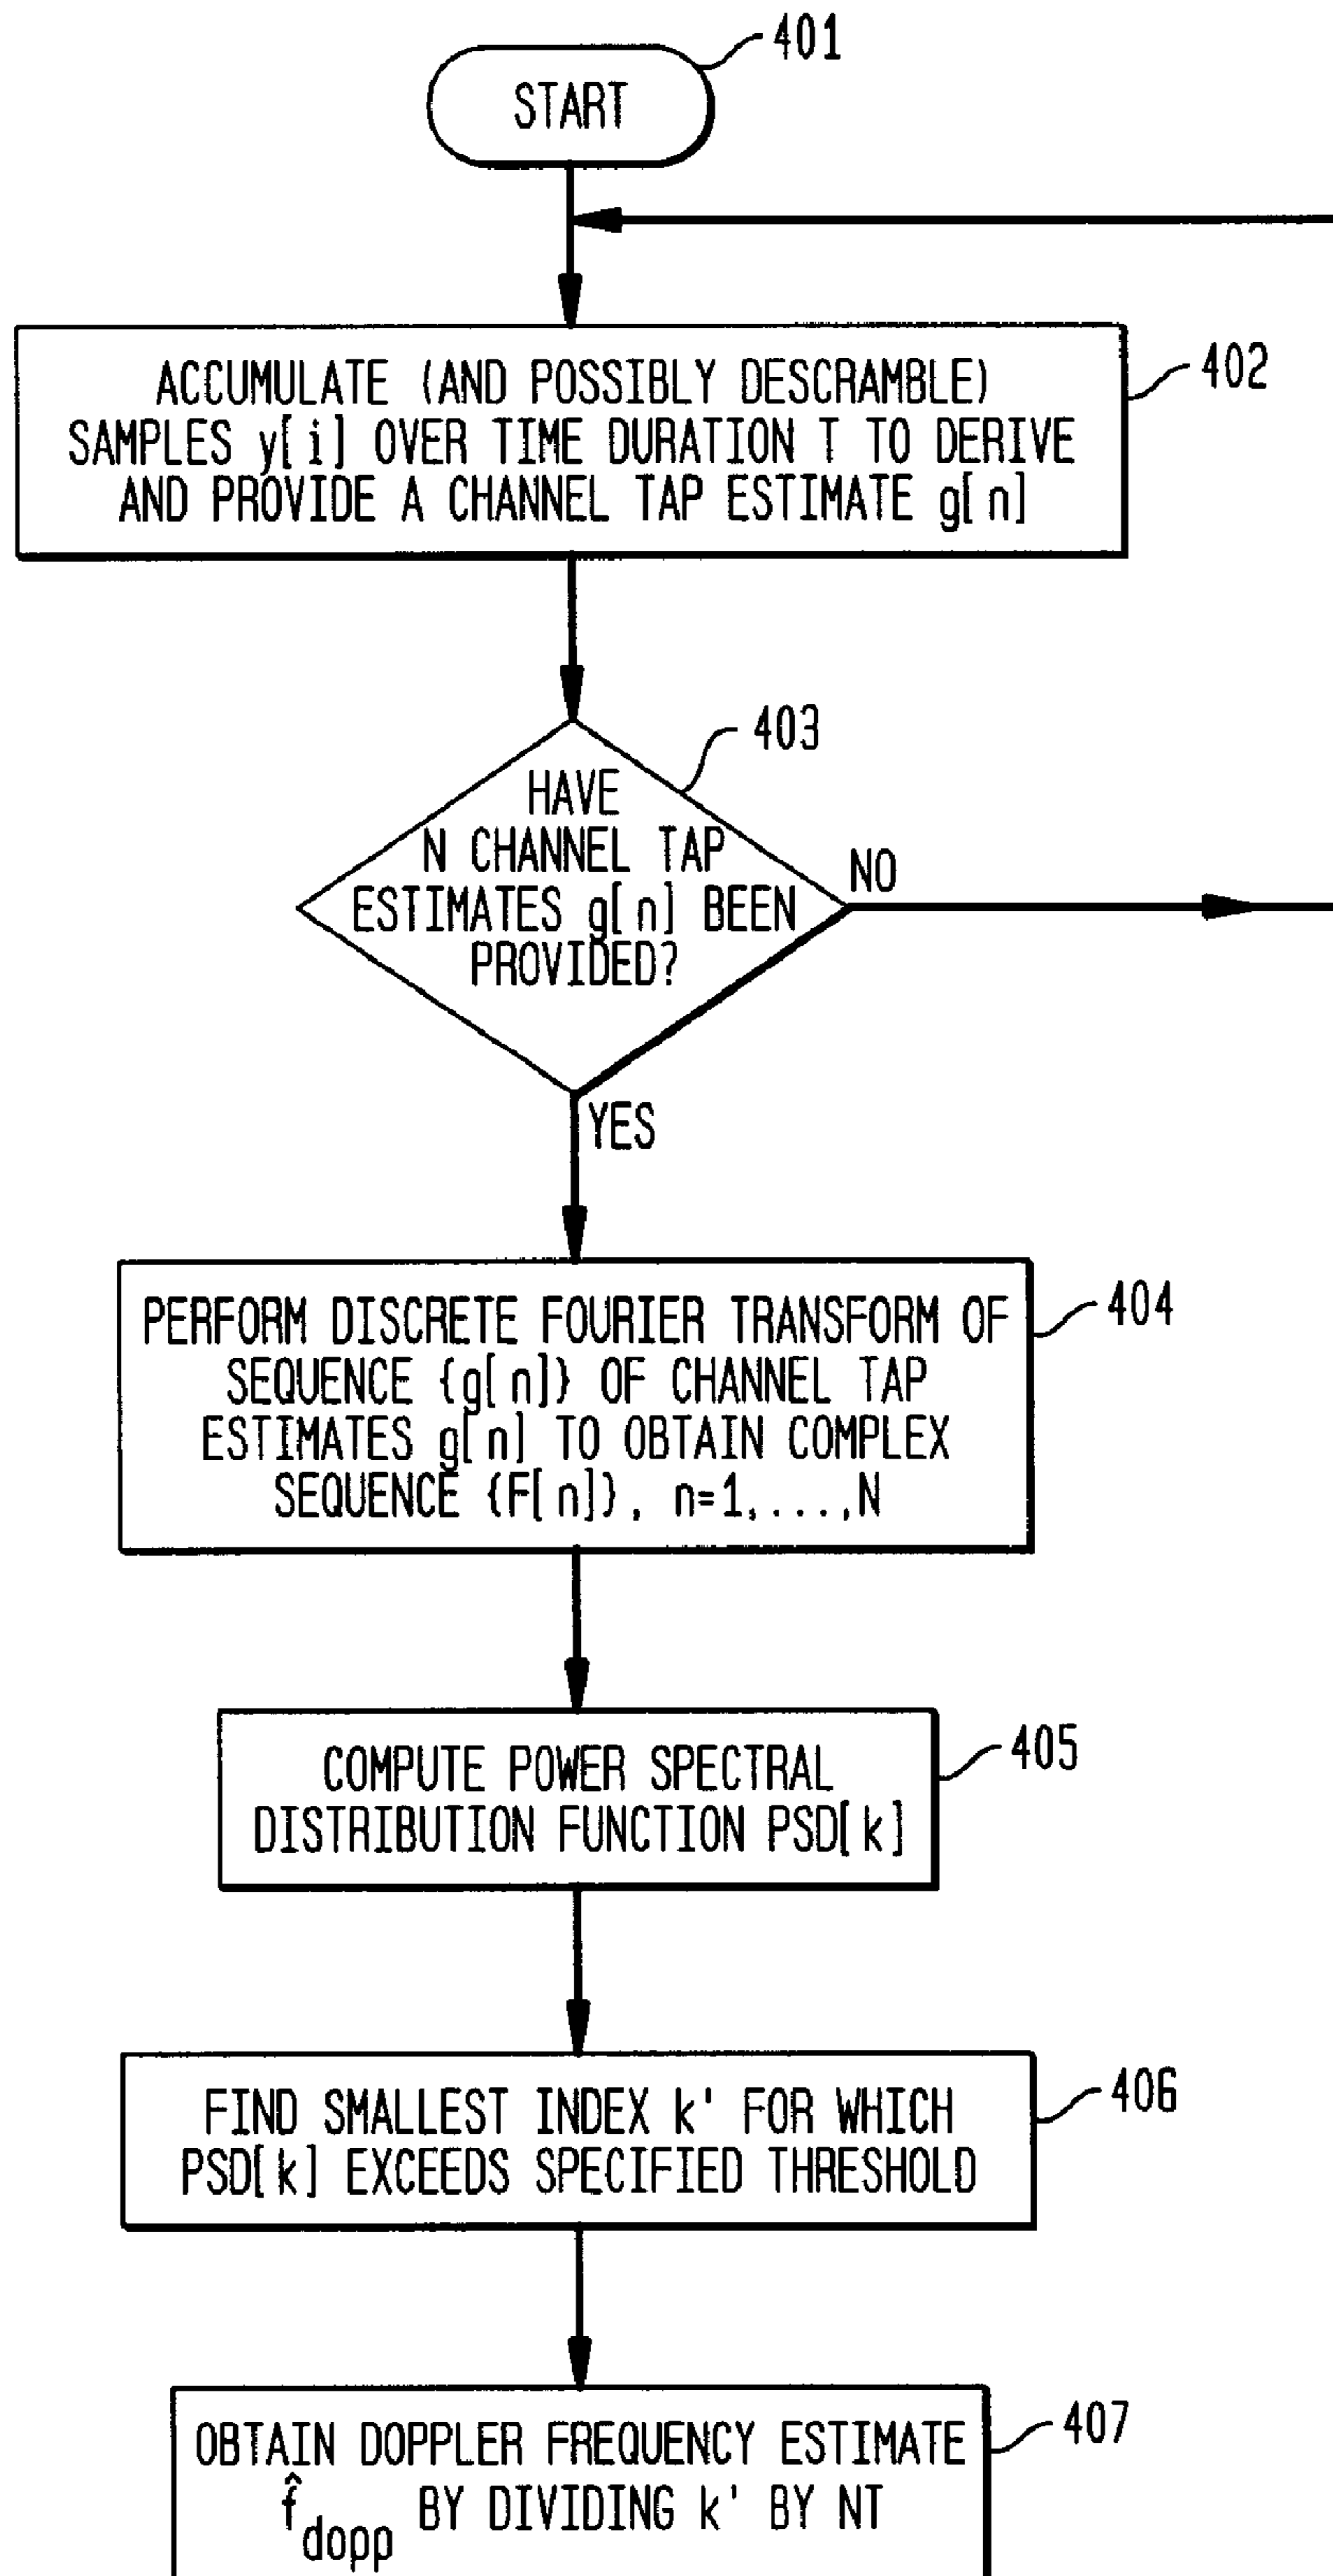 401
START
402
ACCUMULATE (AND POSSIBLY DESCRAMBLE)
SAMPLES y[i] OVER TIME DURATION T TO DERIVE
AND PROVIDE A CHANNEL TAP ESTIMATE g[n]
403
HAVE
N CHANNEL TAP
ESTIMATES g[n] BEEN
PROVIDED?
NO
YES
404
PERFORM DISCRETE FOURIER TRANSFORM OF
SEQUENCE {g[n]} OF CHANNEL TAP
ESTIMATES g[n] TO OBTAIN COMPLEX
SEQUENCE {F[n]}, n=1,...,N
405
COMPUTE POWER SPECTRAL
DISTRIBUTION FUNCTION PSD[k]
406
FIND SMALLEST INDEX k' FOR WHICH
PSD[k] EXCEEDS SPECIFIED THRESHOLD
407
OBTAIN DOPPLER FREQUENCY ESTIMATE
f̂dopp BY DIVIDING k' BY NT